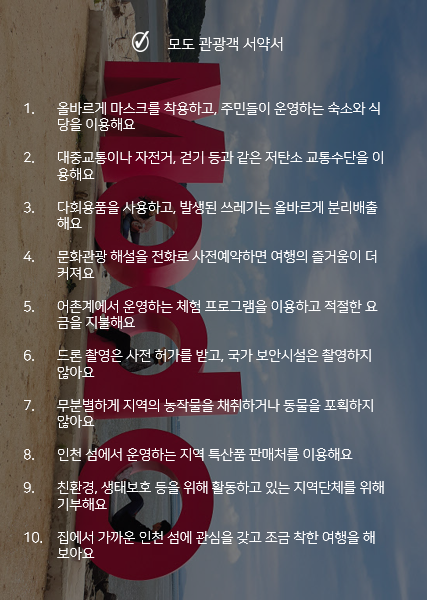 모도 관광객 서약서
1. 올바르게 마스크를 착용하고, 주민들이 운영하는 숙소와 식
당을 이용해요
2. 대중교통이나 자전거, 걷기 등과 같은 저탄소 교통수단을 이
용해요
3. 다회용품을 사용하고, 발생된 쓰레기는 올바르게 분리배출
해요
4. 문화관광 해설을 전화로 사전예약하면 여행의 즐거움이 더
커져요
5. 어촌계에서 운영하는 체험 프로그램을 이용하고 적절한 요
금을 지불해요
6. 드론 촬영은 사전 허가를 받고, 국가 보안시설은 촬영하지
않아요
7. 무분별하게 지역의 농작물을 채취하거나 동물을 포획하지
않아요
8. 인천 섬에서 운영하는 지역 특산품 판매처를 이용해요
9. 친환경, 생태보호 등을 위해 활동하고 있는 지역단체를 위해
기부해요
10. 집에서 가까운 인천 섬에 관심을 갖고 조금 착한 여행을 해
보아요
Modo